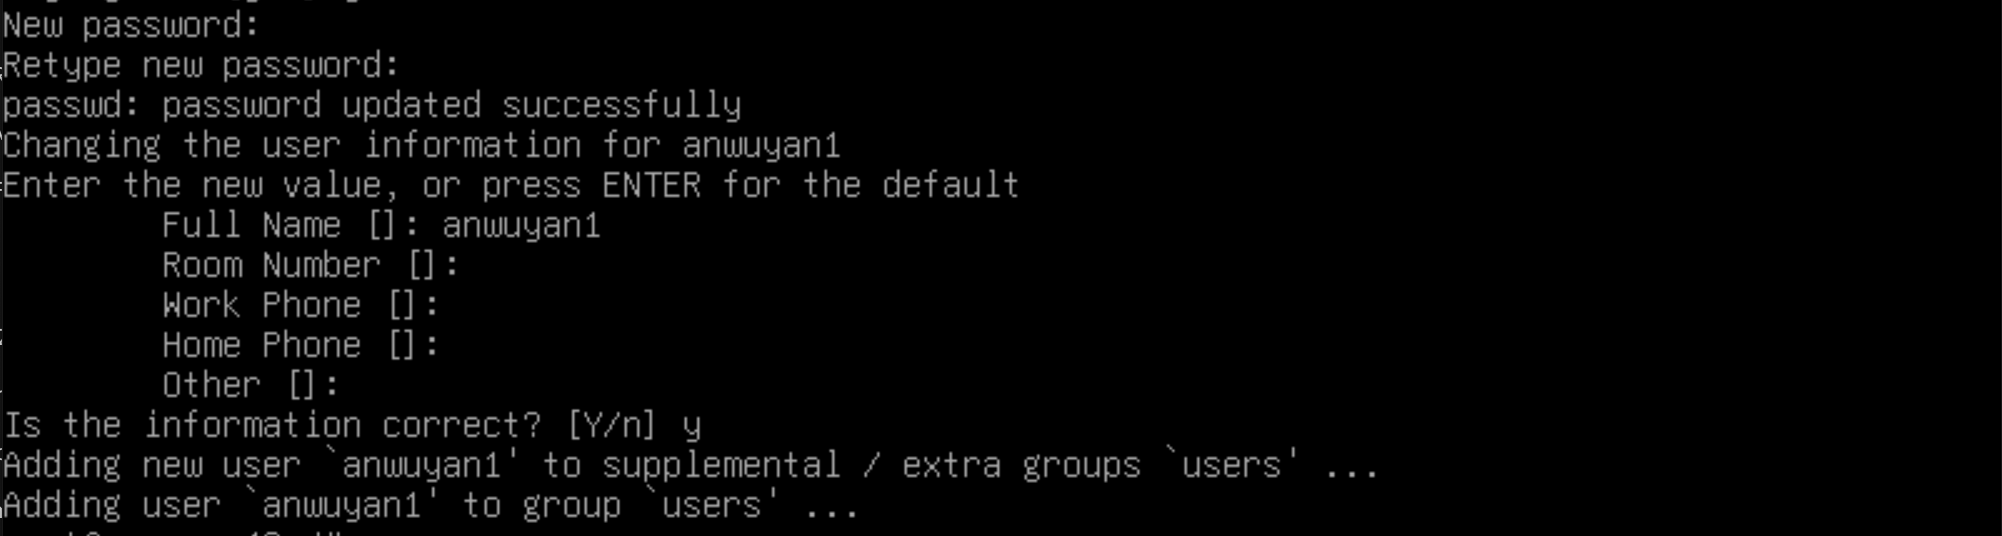 New password:
Retype new password:
passwd: password updated successfully
Changing the user information for anwuyan1
Enter the new value, or press ENTER for the default
Full Name []: anwuyan1
Room Number []:
Work Phone []:
Home Phone []:
Other []:
Is the information correct? [Y/n] y
Adding new user `anwuyan1' to supplemental / extra groups `users' ...
Adding user `anwuyan1' to group `users' ...